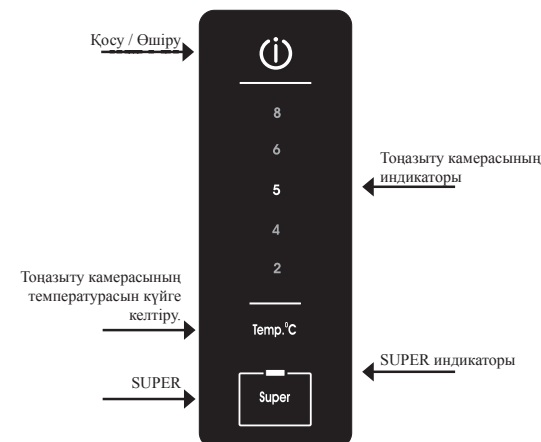 Қосу / Өшіру
8
6
5
4
2
Тоңазыту камерасының
индикаторы
Тоңазыту камерасының
температурасын күйге
келтіру.
Temp.⁰C
SUPER индикаторы
SUPER
Super